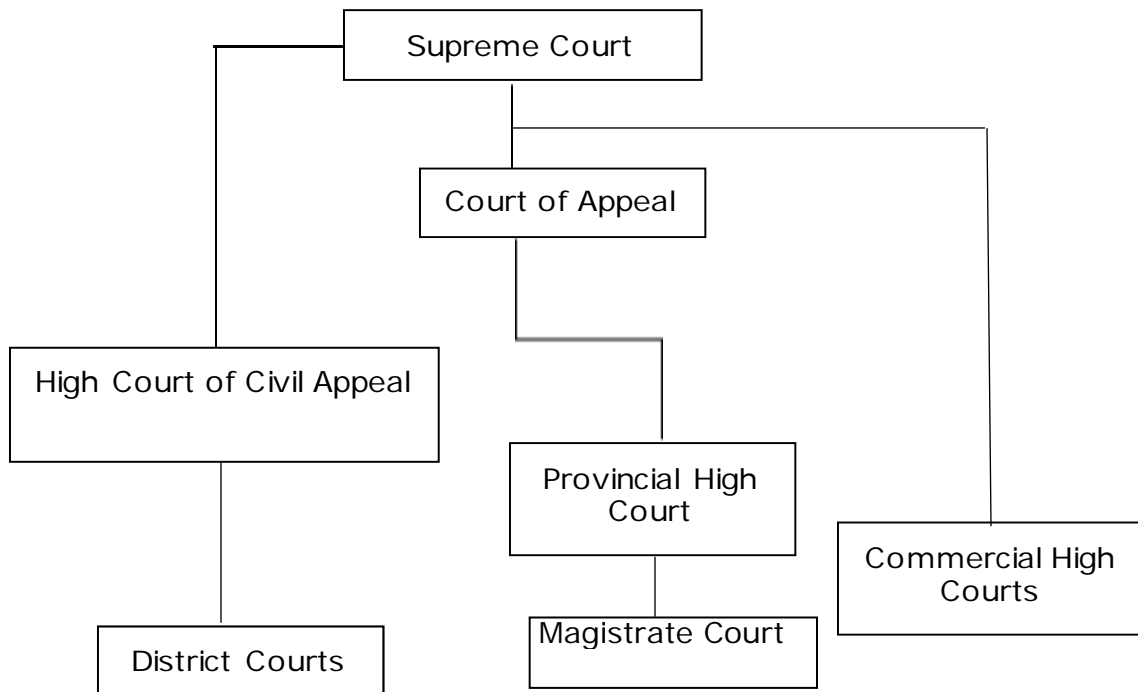 Supreme Court
Court of Appeal
High Court of Civil Appeal
Provincial High
Court
Commercial High
Courts
Magistrate Court
District Courts